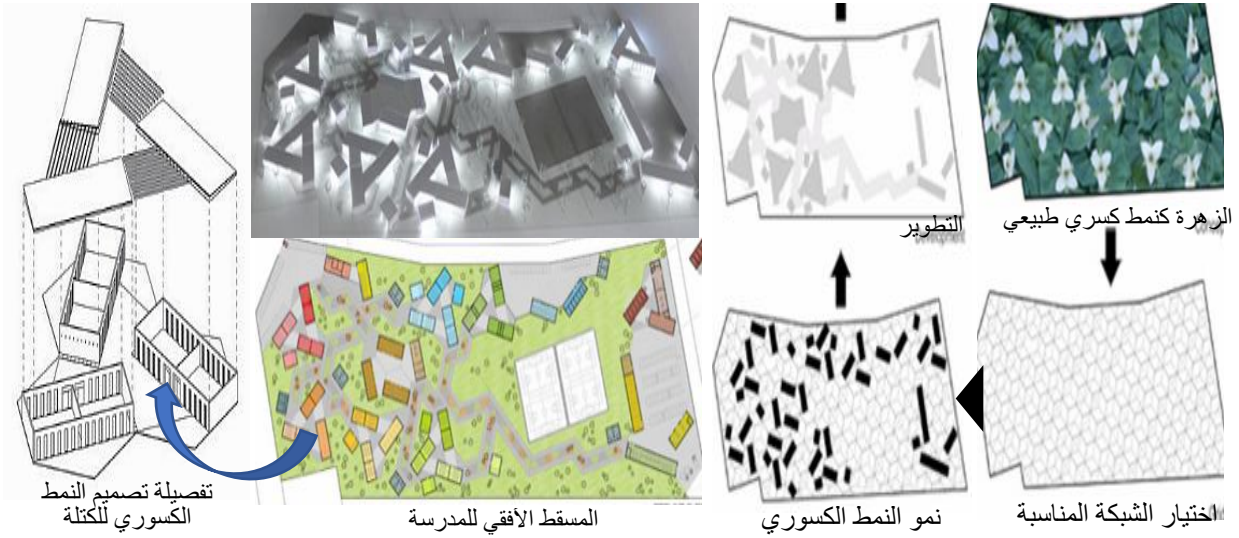 الزهرة كنمط كسري طبيعي
التطوير
اختيار الشبكة المناسبة
نمو النمط الكسوري
المسقط الأفقي للمدرسة
تفصيلة تصميم النمط
الكسوري للكتلة